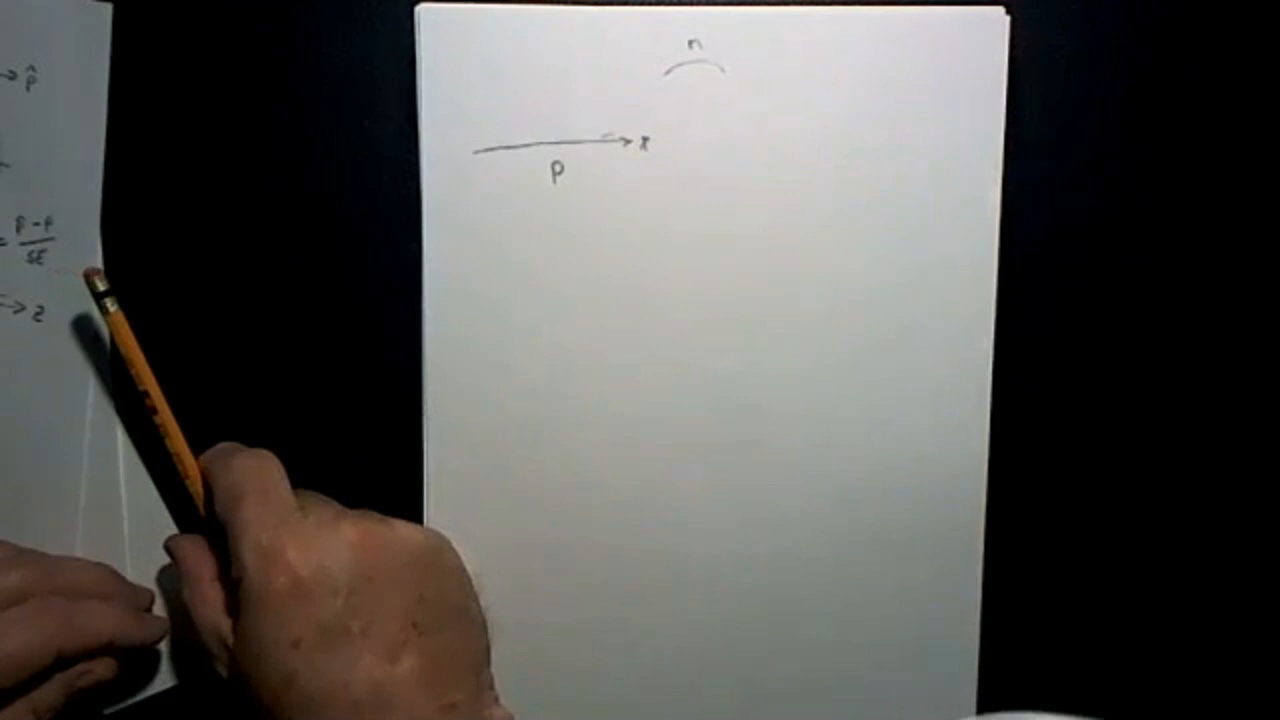 → p̂
= p̂ - p
SE
→ z
n
→ x
p